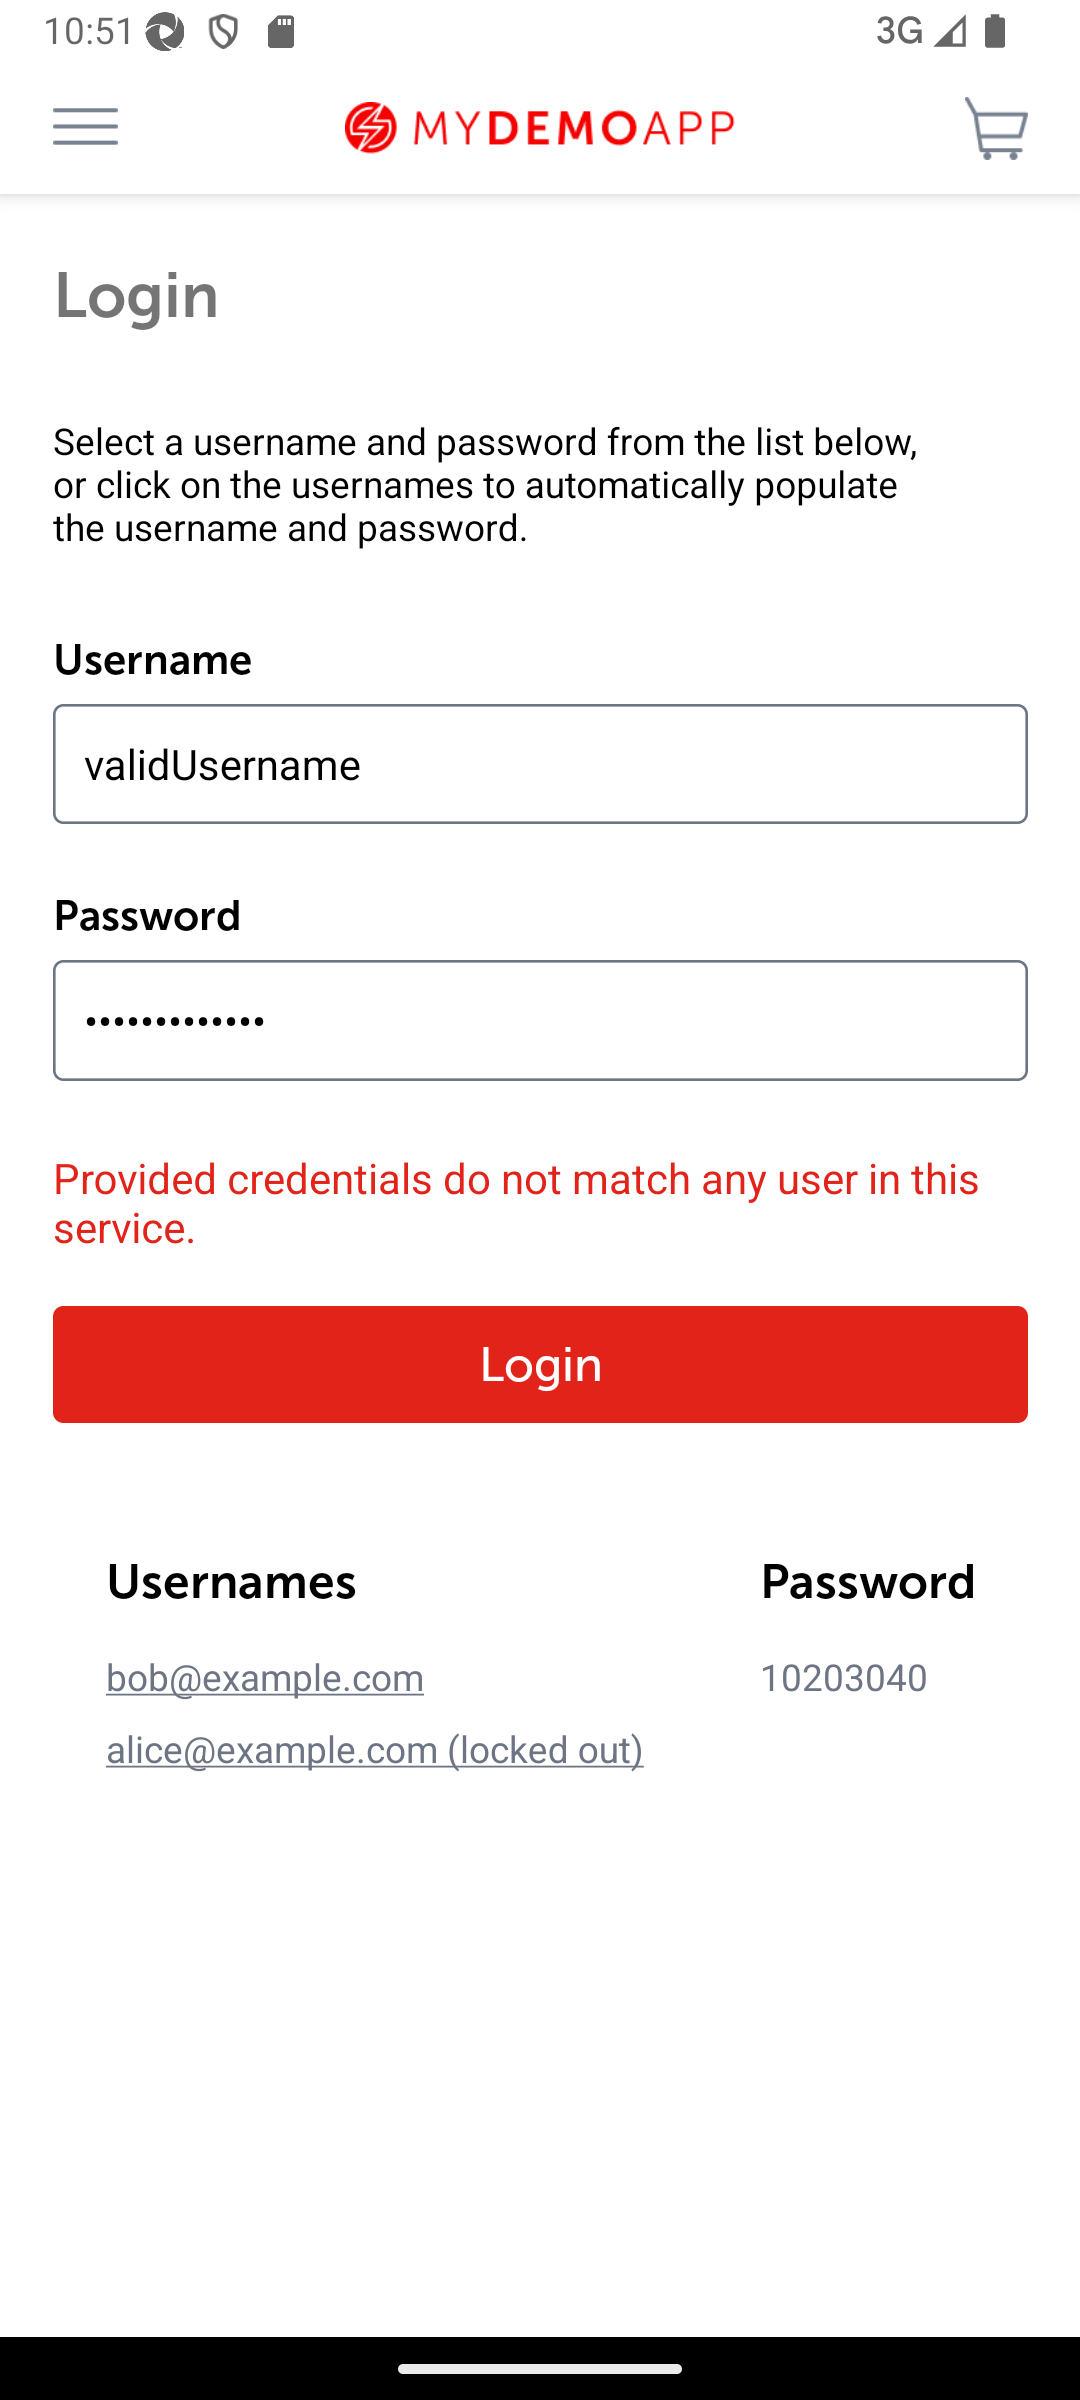 10:51 3G
MYDEMOAPP
Login
Select a username and password from the list below,
or click on the usernames to automatically populate
the username and password.
Username
validUsername
Password
•••••••••••••
Provided credentials do not match any user in this
service.
Login
Usernames Password
bob@example.com 10203040
alice@example.com (locked out)